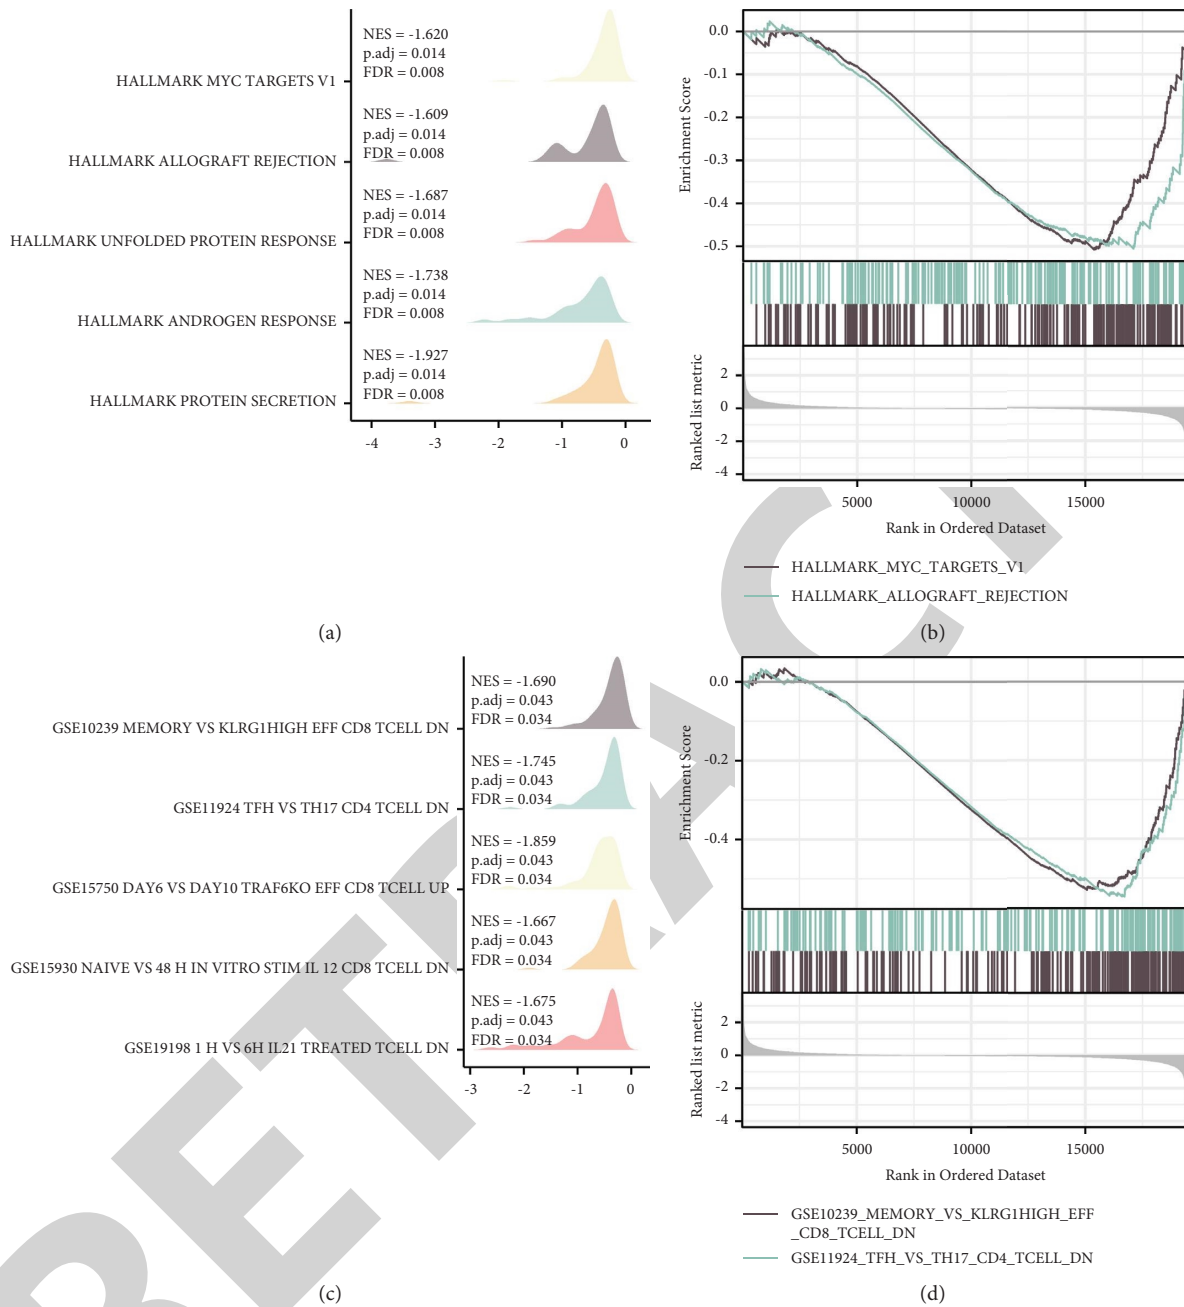 NES = -1.620
p.adj = 0.014
FDR = 0.008
HALLMARK MYC TARGETS V1
NES = -1.609
p.adj = 0.014
FDR = 0.008
HALLMARK ALLOGRAFT REJECTION
NES = -1.687
p.adj = 0.014
FDR = 0.008
HALLMARK UNFOLDED PROTEIN RESPONSE
NES = -1.738
p.adj = 0.014
FDR = 0.008
HALLMARK ANDROGEN RESPONSE
NES = -1.927
p.adj = 0.014
FDR = 0.008
HALLMARK PROTEIN SECRETION
-4 -3 -2 -1 0
(a)
0.0
-0.1
-0.2
-0.3
-0.4
-0.5
Enrichment Score
2
0
-2
-4
Ranked list metric
5000 10000 15000
Rank in Ordered Dataset
HALLMARK_MYC_TARGETS_V1
HALLMARK_ALLOGRAFT_REJECTION
(b)
NES = -1.690
p.adj = 0.043
FDR = 0.034
GSE10239 MEMORY VS KLRG1HIGH EFF CD8 TCELL DN
NES = -1.745
p.adj = 0.043
FDR = 0.034
GSE11924 TFH VS TH17 CD4 TCELL DN
NES = -1.859
p.adj = 0.043
FDR = 0.034
GSE15750 DAY6 VS DAY10 TRAF6KO EFF CD8 TCELL UP
NES = -1.667
p.adj = 0.043
FDR = 0.034
GSE15930 NAIVE VS 48 H IN VITRO STIM IL 12 CD8 TCELL DN
NES = -1.675
p.adj = 0.043
FDR = 0.034
GSE19198 1 H VS 6H IL21 TREATED TCELL DN
-3 -2 -1 0
(c)
0.0
-0.2
-0.4
Enrichment Score
2
0
-2
-4
Ranked list metric
5000 10000 15000
Rank in Ordered Dataset
GSE10239_MEMORY_VS_KLRG1HIGH_EFF
_CD8_TCELL_DN
GSE11924_TFH_VS_TH17_CD4_TCELL_DN
(d)